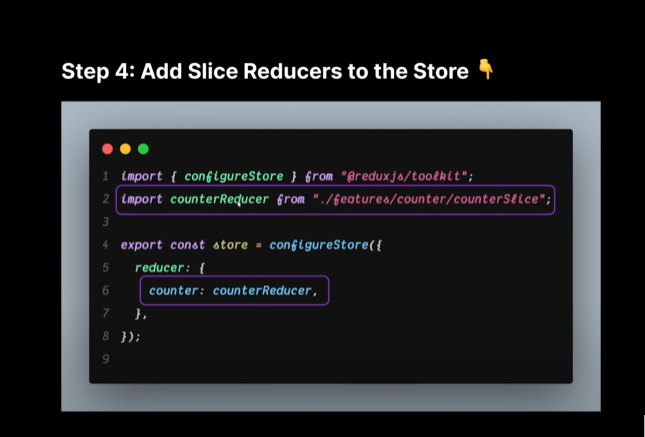 Step 4: Add Slice Reducers to the Store 👇
1 import { configureStore } from "@reduxjs/toolkit";
2 import counterReducer from "./features/counter/counterSlice";
3
4 export const store = configureStore({
5 reducer: {
6 counter: counterReducer,
7 },
8 });
9